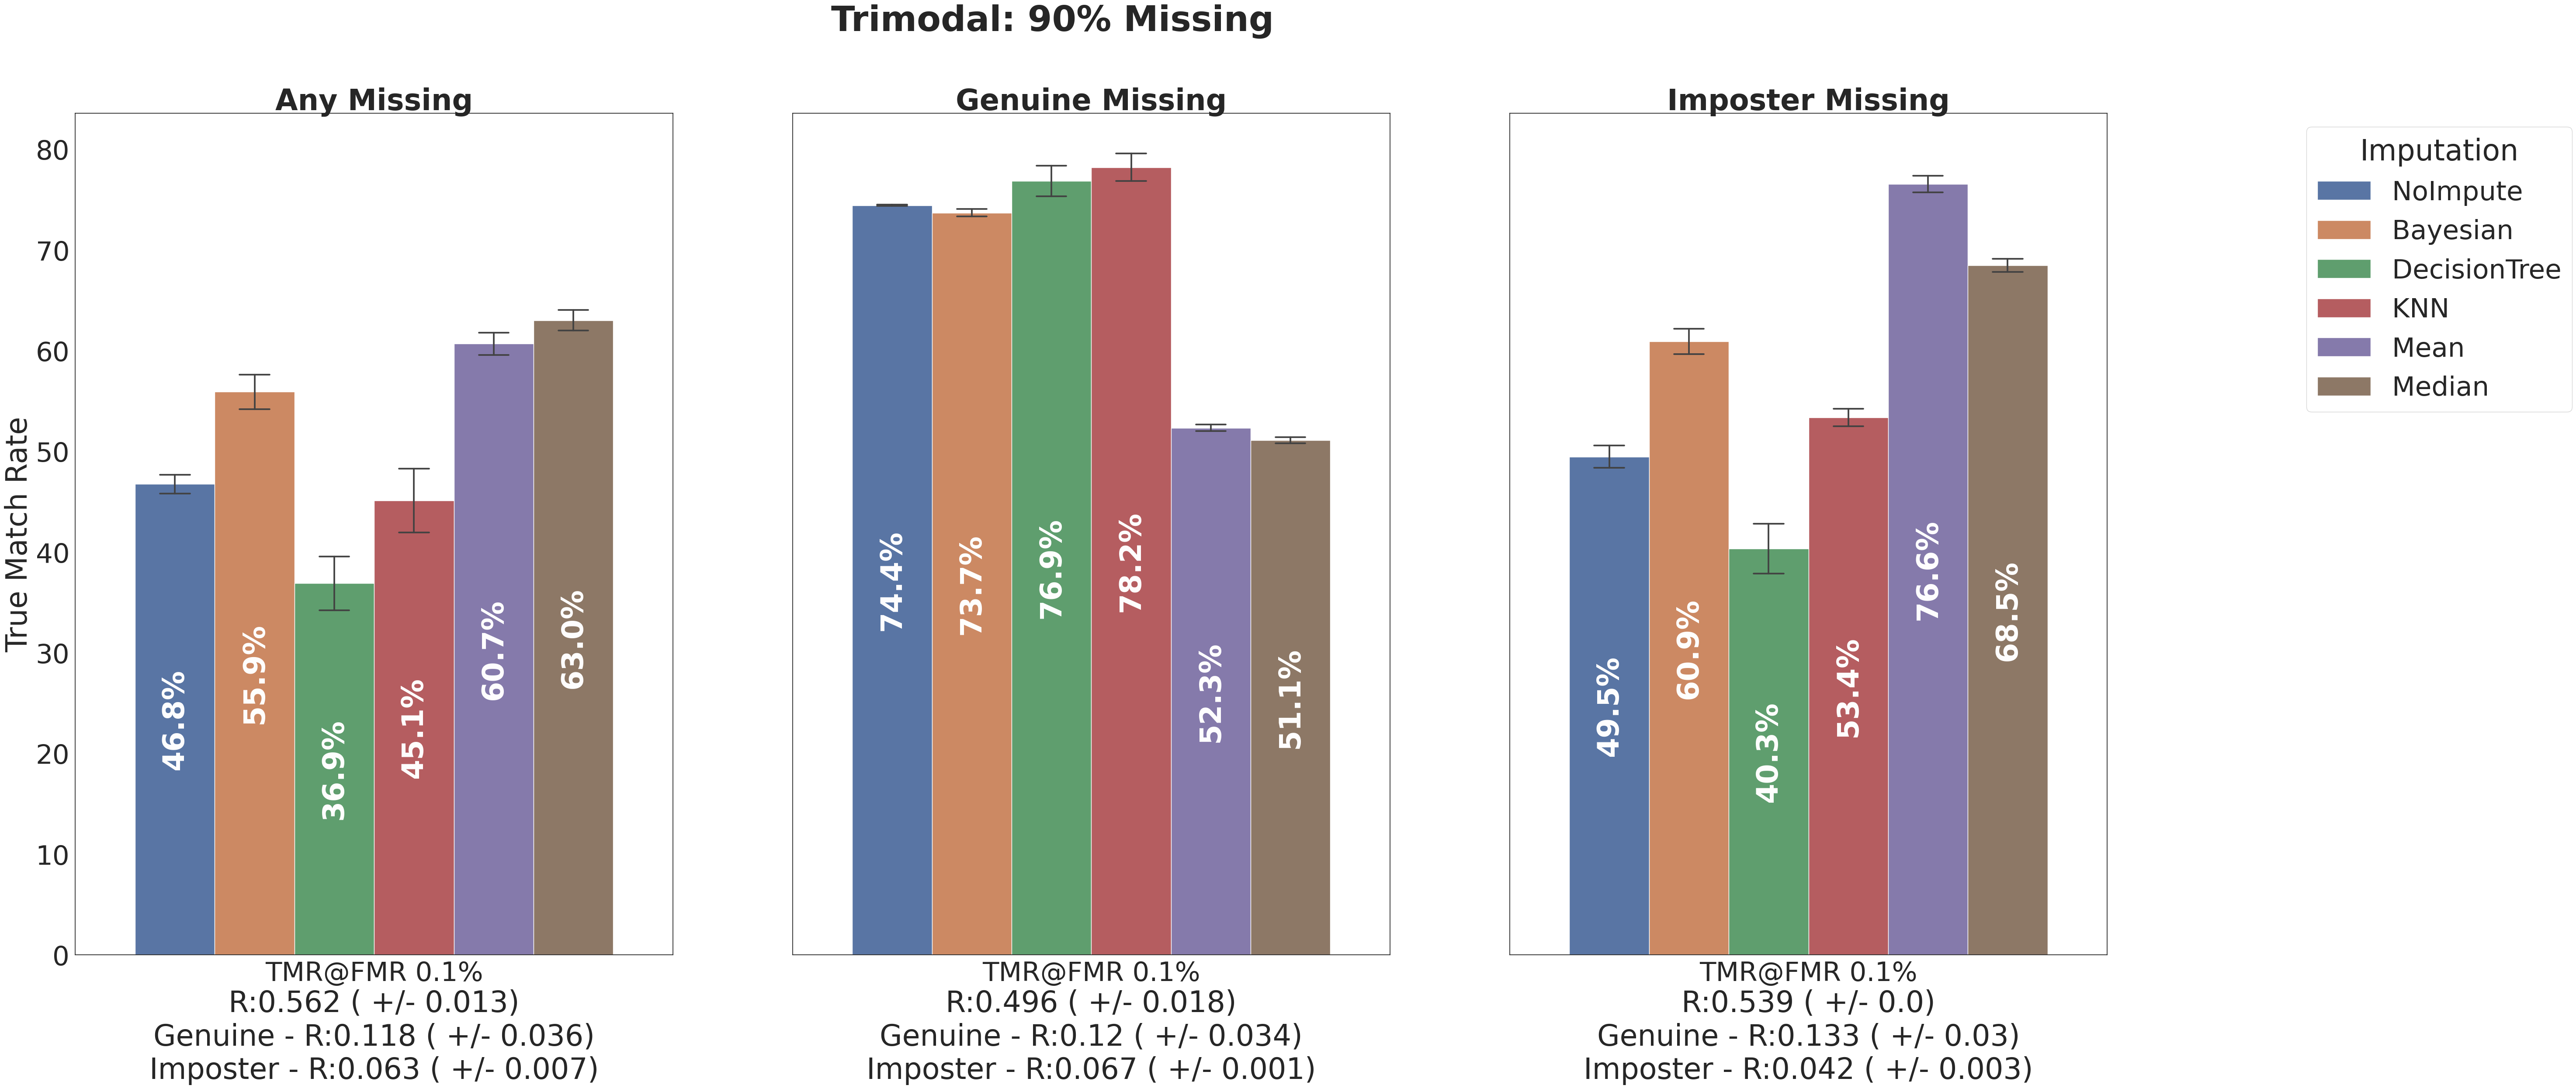 Trimodal: 90% Missing
Any Missing
True Match Rate
80
70
60
50
40
30
20
10
0
46.8%
55.9%
36.9%
45.1%
60.7%
63.0%
TMR@FMR 0.1%
R:0.562 ( +/- 0.013)
Genuine - R:0.118 ( +/- 0.036)
Imposter - R:0.063 ( +/- 0.007)
Genuine Missing
74.4%
73.7%
76.9%
78.2%
52.3%
51.1%
TMR@FMR 0.1%
R:0.496 ( +/- 0.018)
Genuine - R:0.12 ( +/- 0.034)
Imposter - R:0.067 ( +/- 0.001)
Imposter Missing
49.5%
60.9%
40.3%
53.4%
76.6%
68.5%
TMR@FMR 0.1%
R:0.539 ( +/- 0.0)
Genuine - R:0.133 ( +/- 0.03)
Imposter - R:0.042 ( +/- 0.003)
Imputation
NoImpute
Bayesian
DecisionTree
KNN
Mean
Median